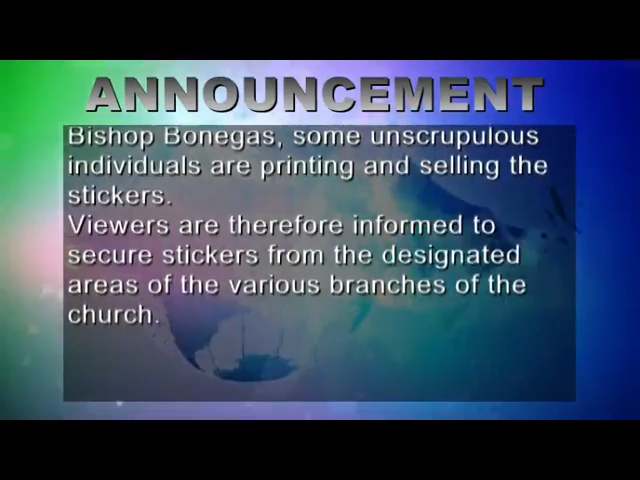 ANNOUNCEMENT
Bishop Bonegas, some unscrupulous
individuals are printing and selling the
stickers.
Viewers are therefore informed to
secure stickers from the designated
areas of the various branches of the
church.